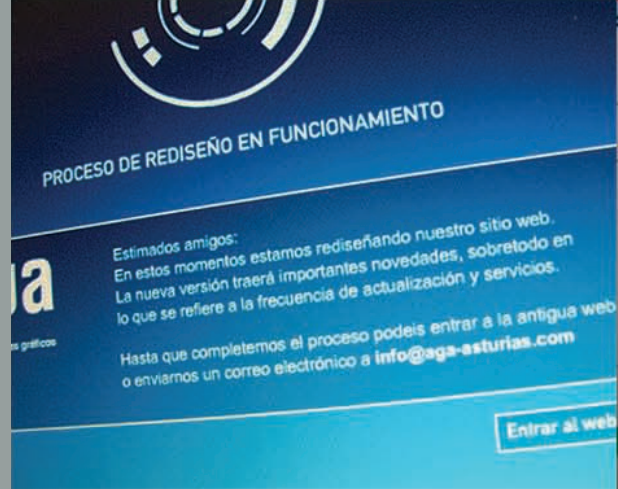 PROCESO DE REDISEÑO EN FUNCIONAMIENTO
Estimados amigos:
En estos momentos estamos rediseñando nuestro sitio web.
La nueva versión traerá importantes novedades, sobretodo en
lo que se refiere a la frecuencia de actualización y servicios.
Hasta que completemos el proceso podeis entrar a la antigua web
o enviarnos un correo electrónico a info@aga-asturias.com
ga
gráficos
Entrar al web